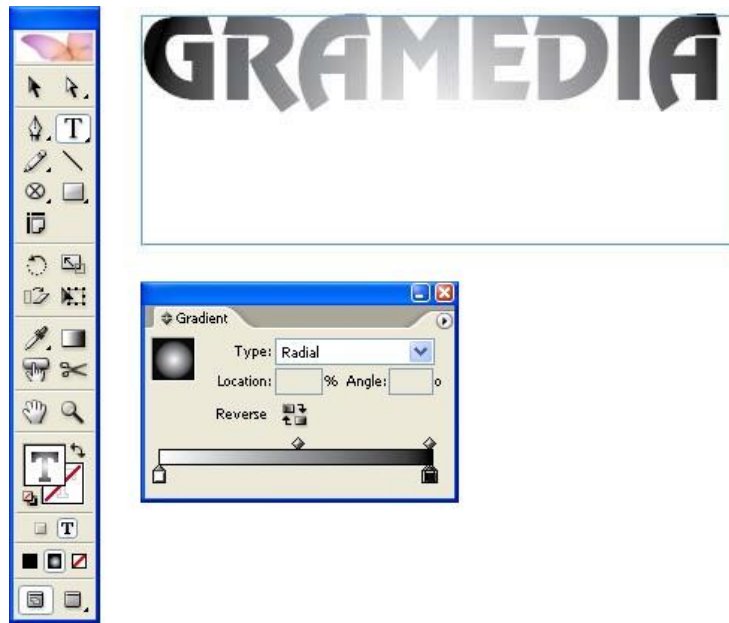 GRAMEDIA
Gradient
Type: Radial
Location: % Angle: o
Reverse